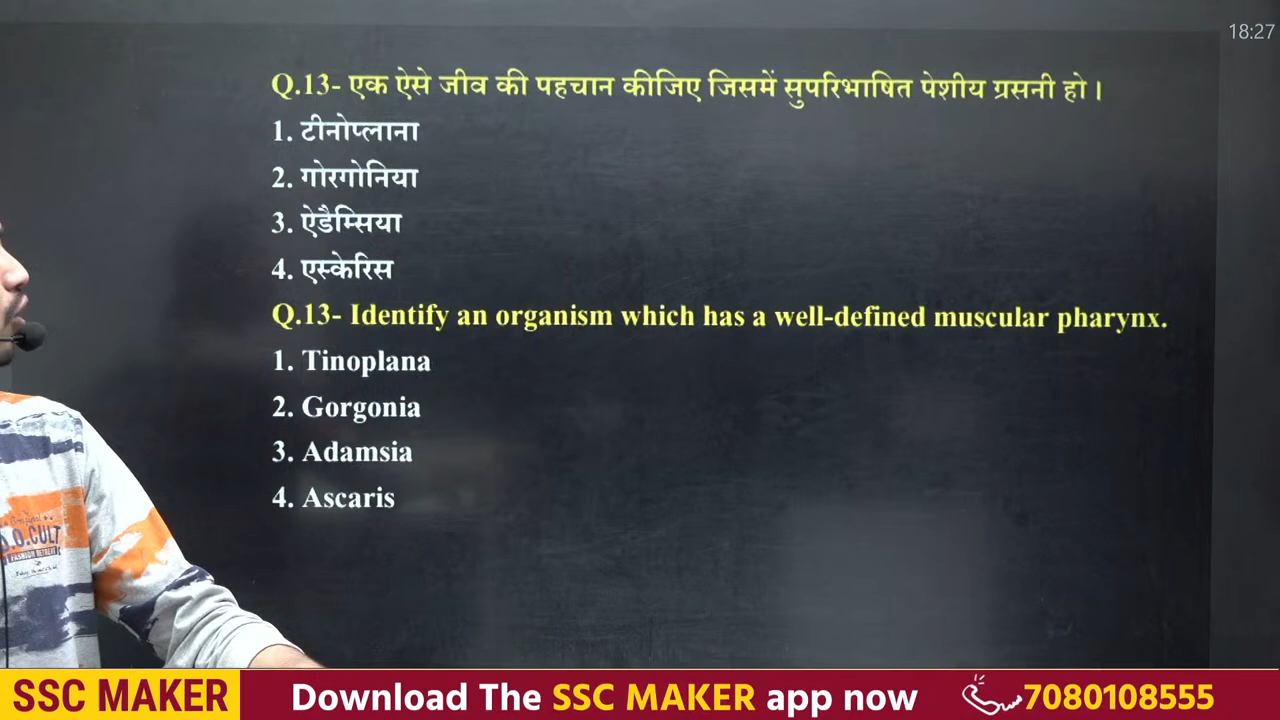 18:27
Q.13- एक ऐसे जीव की पहचान कीजिए जिसमें सुपरिभाषित पेशीय ग्रसनी हो।
1. टीनोप्लाना
2. गोरगोनिया
3. ऐडैम्सिया
4. एस्केरिस
Q.13- Identify an organism which has a well-defined muscular pharynx.
1. Tinoplana
2. Gorgonia
3. Adamsia
4. Ascaris
S.O.CULT
SSC MAKER
Download The SSC MAKER app now
7080108555